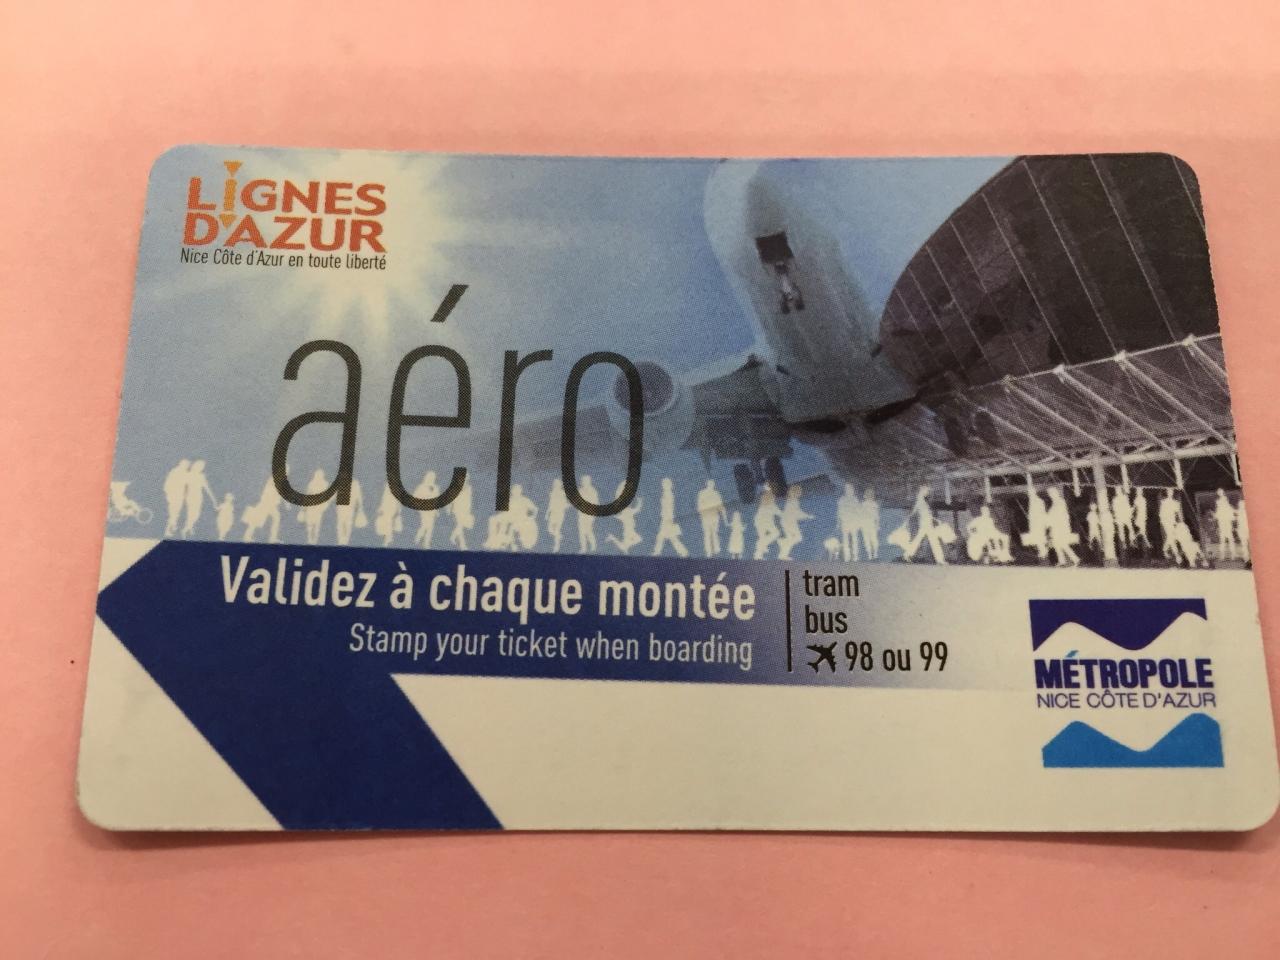 LiGNES
D'AZUR
Nice Côte d'Azur en toute liberté
aéro
Validez à chaque montée
Stamp your ticket when boarding
tram
bus
98 ou 99
MÉTROPOLE
NICE CÔTE D'AZUR